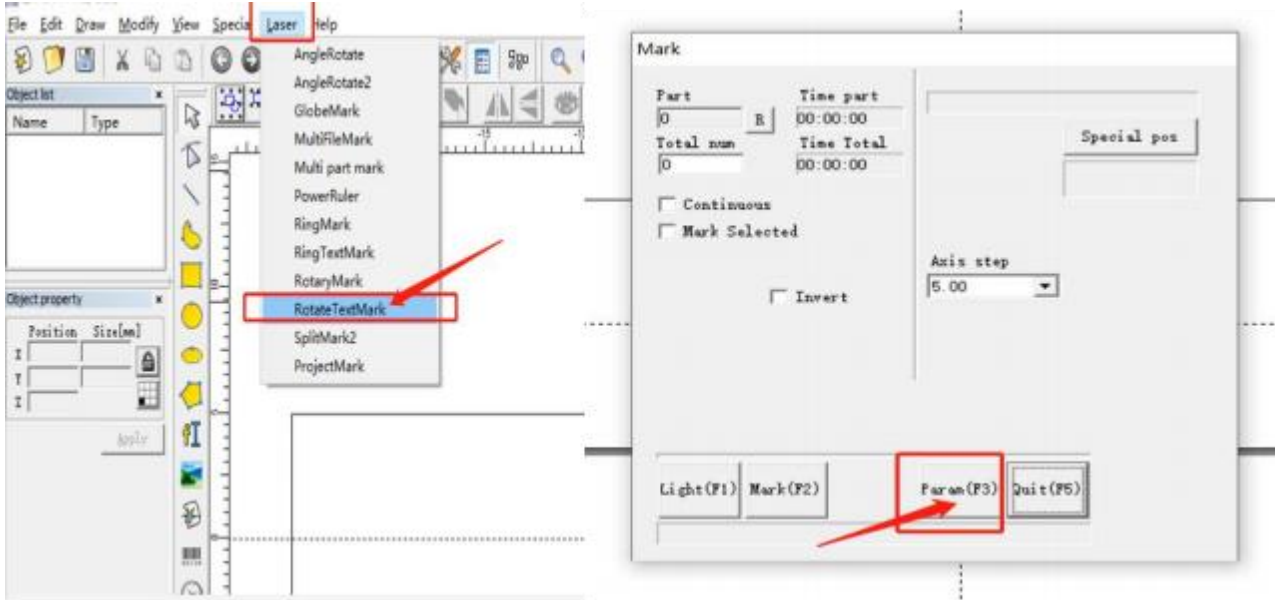 File Edit Draw Modify View Special Laser Help
Object list
Name Type
Object property
Position Size[mm]
X
Y
Z
Apply
AngleRotate
AngleRotate2
GlobeMark
MultiFileMark
Multi part mark
PowerRuler
RingMark
RingTextMark
RotaryMark
RotateTextMark
SplitMark2
ProjectMark
Mark
Part Time part
0 R 00:00:00
Total num Time Total
0 00:00:00
Special pos
Continuous
Mark Selected
Axis step
5.00
Invert
Light(F1) Mark(F2) Param(F3) Quit(F5)